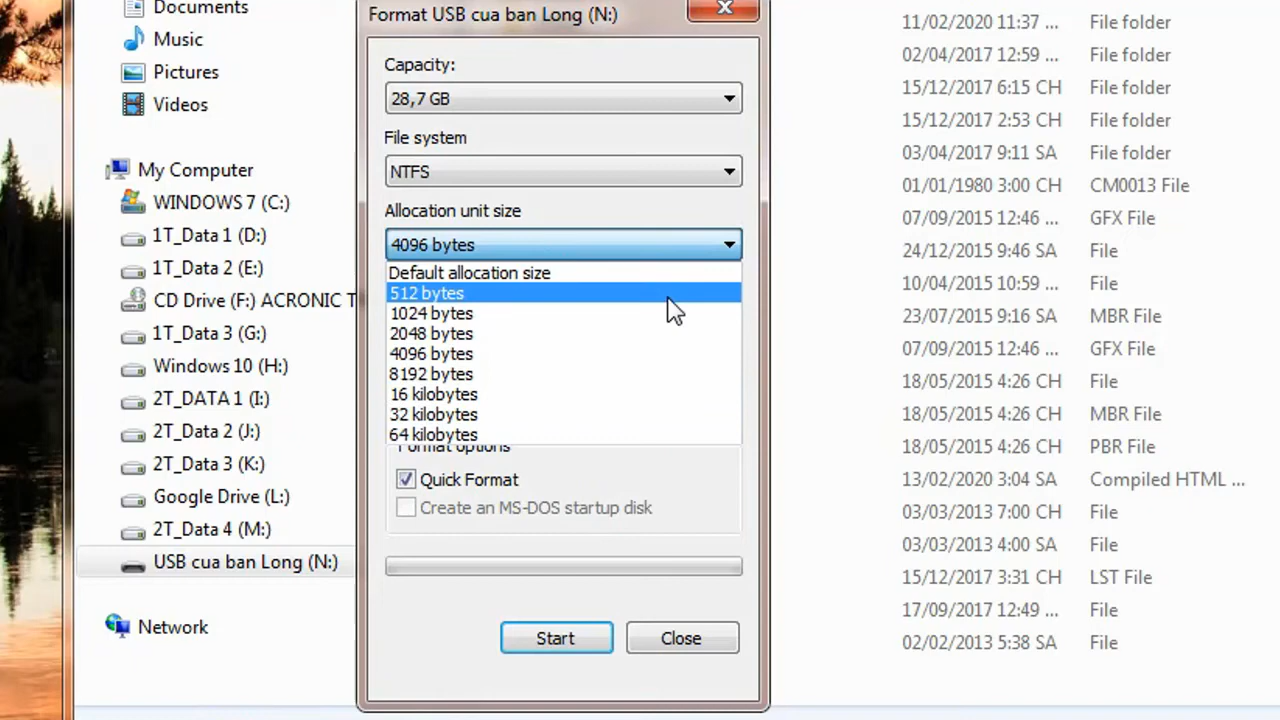 Documents
Music
Pictures
Videos
My Computer
WINDOWS 7 (C:)
1T_Data 1 (D:)
1T_Data 2 (E:)
CD Drive (F:) ACRONIC T
1T_Data 3 (G:)
Windows 10 (H:)
2T_DATA 1 (I:)
2T_Data 2 (J:)
2T_Data 3 (K:)
Google Drive (L:)
2T_Data 4 (M:)
USB cua ban Long (N:)
Network
Format USB cua ban Long (N:)
Capacity:
28,7 GB
File system
NTFS
Allocation unit size
4096 bytes
Default allocation size
512 bytes
1024 bytes
2048 bytes
4096 bytes
8192 bytes
16 kilobytes
32 kilobytes
64 kilobytes
Format options
Quick Format
Create an MS-DOS startup disk
Start Close
11/02/2020 11:37 ... File folder
02/04/2017 12:59 ... File folder
15/12/2017 6:15 CH File folder
15/12/2017 2:53 CH File folder
03/04/2017 9:11 SA File folder
01/01/1980 3:00 CH CM0013 File
07/09/2015 12:46 ... GFX File
24/12/2015 9:46 SA File
10/04/2015 10:59 ... File
23/07/2015 9:16 SA MBR File
07/09/2015 12:46 ... GFX File
18/05/2015 4:26 CH File
18/05/2015 4:26 CH MBR File
18/05/2015 4:26 CH PBR File
13/02/2020 3:04 SA Compiled HTML ...
03/03/2013 7:00 CH File
03/03/2013 4:00 SA File
15/12/2017 3:31 CH LST File
17/09/2017 12:49 ... File
02/02/2013 5:38 SA File